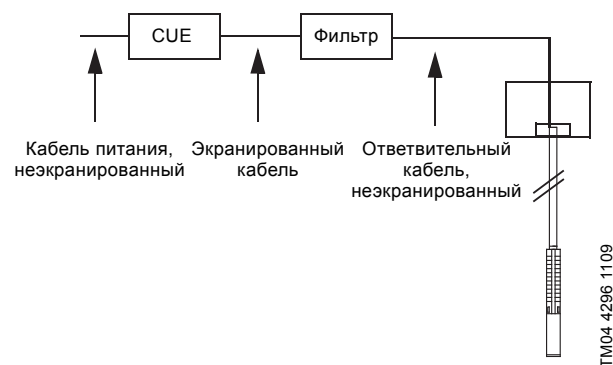 CUE
Фильтр
Кабель питания,
неэкранированный
Экранированный
кабель
Ответвительный
кабель,
неэкранированный
TM04 4296 1109